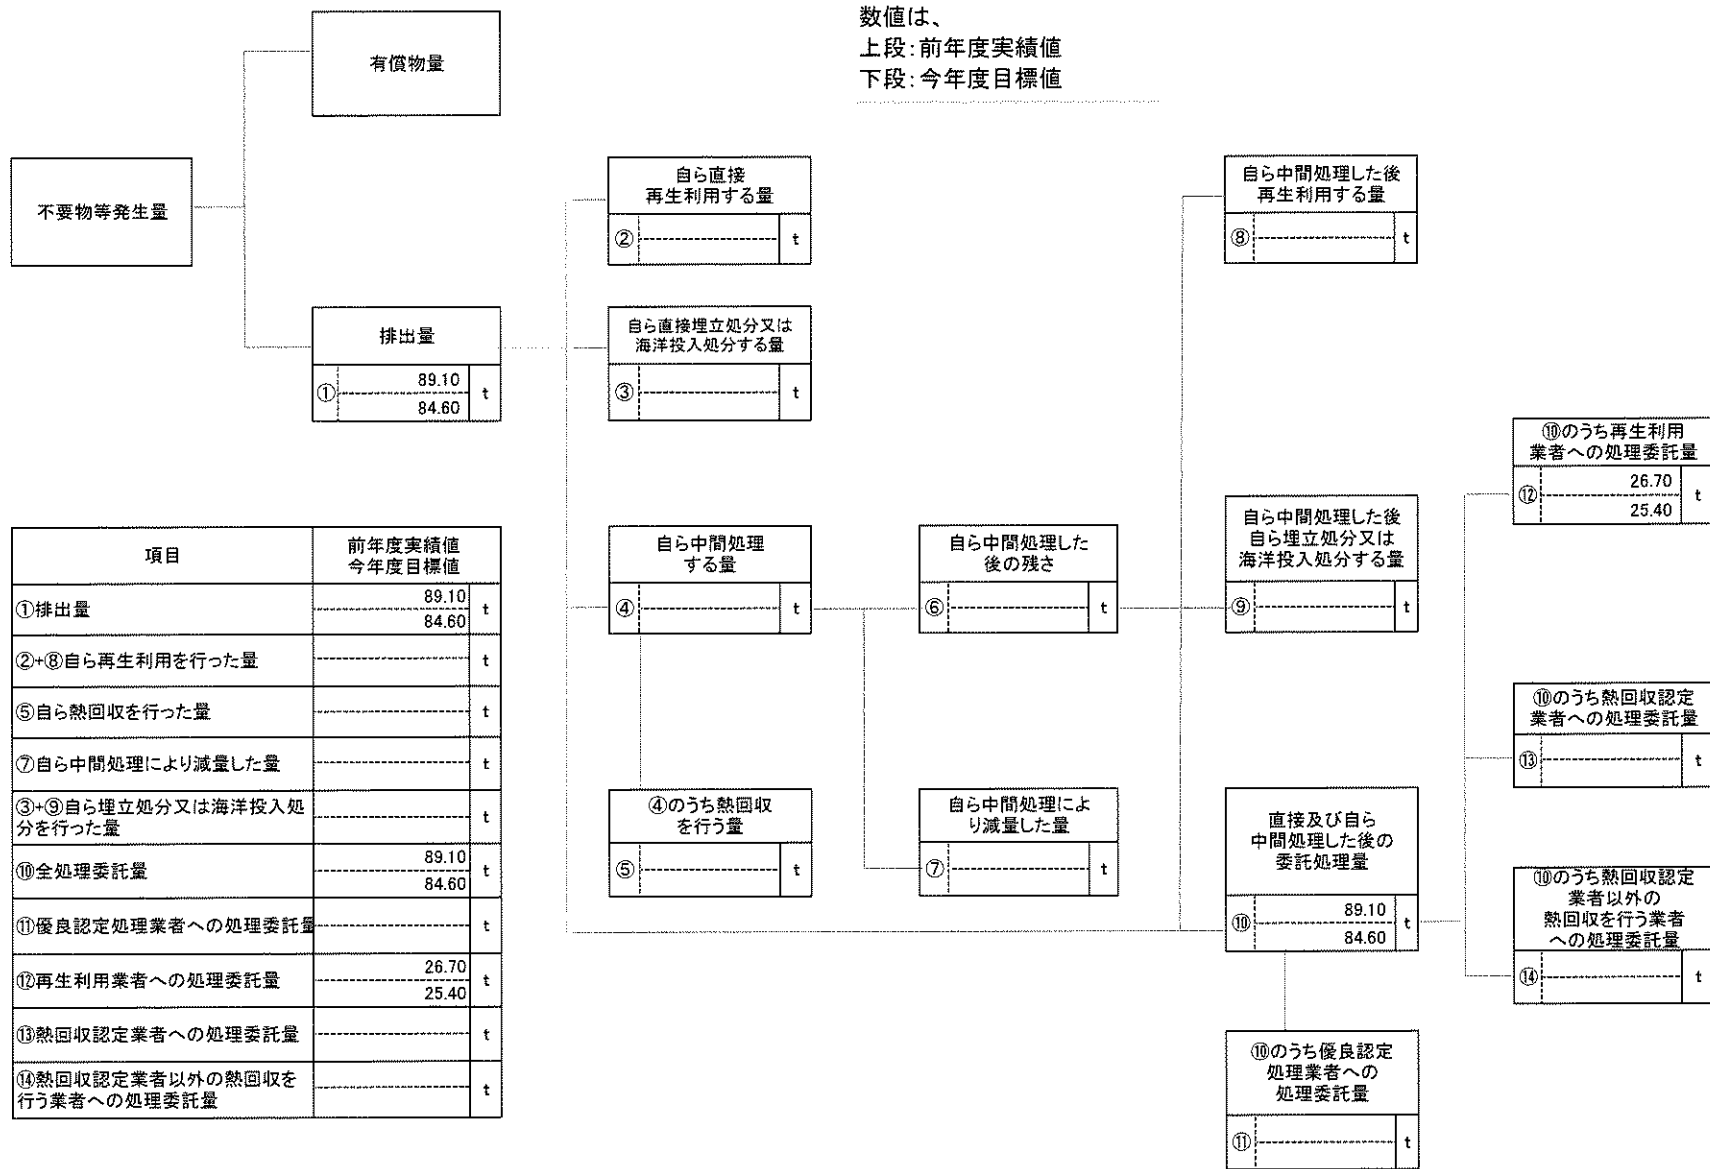 数値は、
上段:前年度実績値
下段:今年度目標値
有償物量
不要物等発生量
排出量
①
89.10
t
84.60
自ら直接
再生利用する量
②
t
自ら直接埋立処分又は
海洋投入処分する量
③
t
自ら中間処理
する量
④
t
④のうち熱回収
を行う量
⑤
t
自ら中間処理した
後の残さ
⑥
t
自ら中間処理によ
り減量した量
⑦
t
自ら中間処理した後
再生利用する量
⑧
t
自ら中間処理した後
自ら埋立処分又は
海洋投入処分する量
⑨
t
直接及び自ら
中間処理した後の
委託処理量
⑩
89.10
t
84.60
⑩のうち優良認定
処理業者への
処理委託量
⑪
t
⑩のうち再生利用
業者への処理委託量
⑫
26.70
t
25.40
⑩のうち熱回収認定
業者への処理委託量
⑬
t
⑩のうち熱回収認定
業者以外の
熱回収を行う業者
への処理委託量
⑭
t
項目
前年度実績値
今年度目標値
①排出量
89.10
t
84.60
②+⑧自ら再生利用を行った量
t
⑤自ら熱回収を行った量
t
⑦自ら中間処理により減量した量
t
③+⑨自ら埋立処分又は海洋投入処
分を行った量
t
⑩全処理委託量
89.10
t
84.60
⑪優良認定処理業者への処理委託量
t
⑫再生利用業者への処理委託量
26.70
t
25.40
⑬熱回収認定業者への処理委託量
t
⑭熱回収認定業者以外の熱回収を
行う業者への処理委託量
t